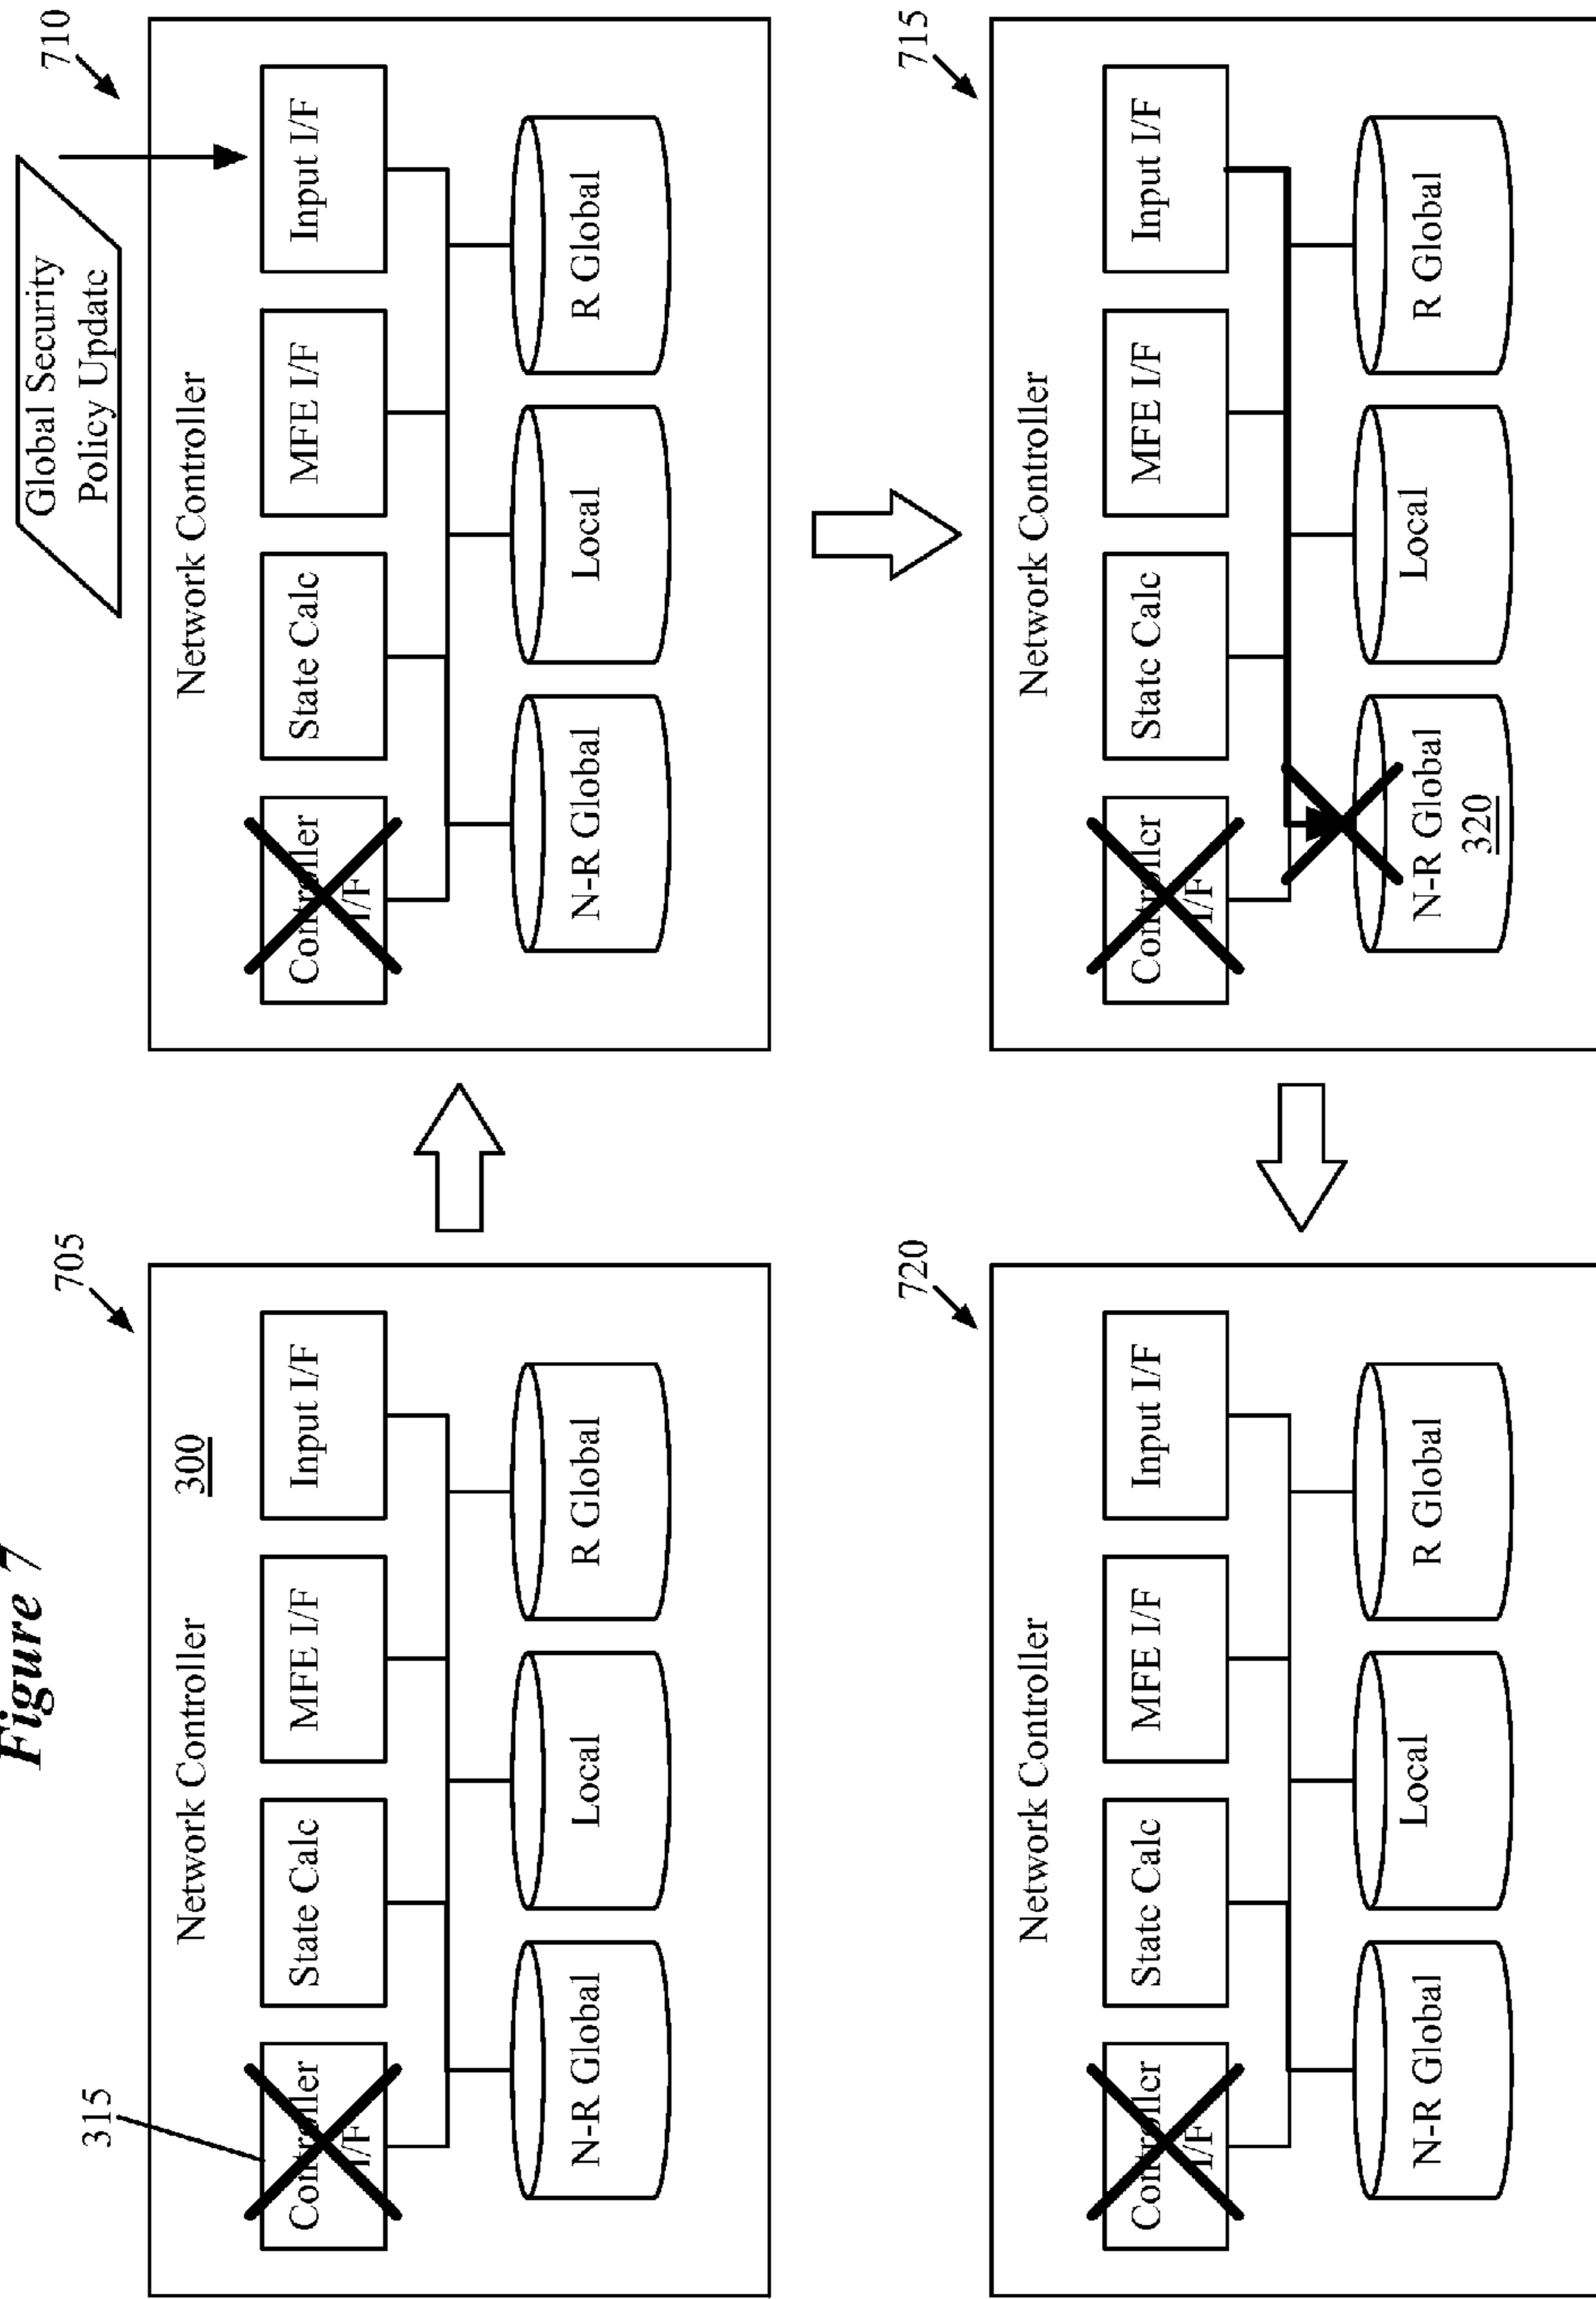 Figure 7
705
Network Controller
300
315
Controller
I/F
State Calc
MFE I/F
Input I/F
N-R Global
Local
R Global
Global Security
Policy Update
710
Network Controller
Controller
I/F
State Calc
MFE I/F
Input I/F
N-R Global
Local
R Global
720
Network Controller
Controller
I/F
State Calc
MFE I/F
Input I/F
N-R Global
Local
R Global
715
Network Controller
Controller
I/F
State Calc
MFE I/F
Input I/F
N-R Global
320
Local
R Global